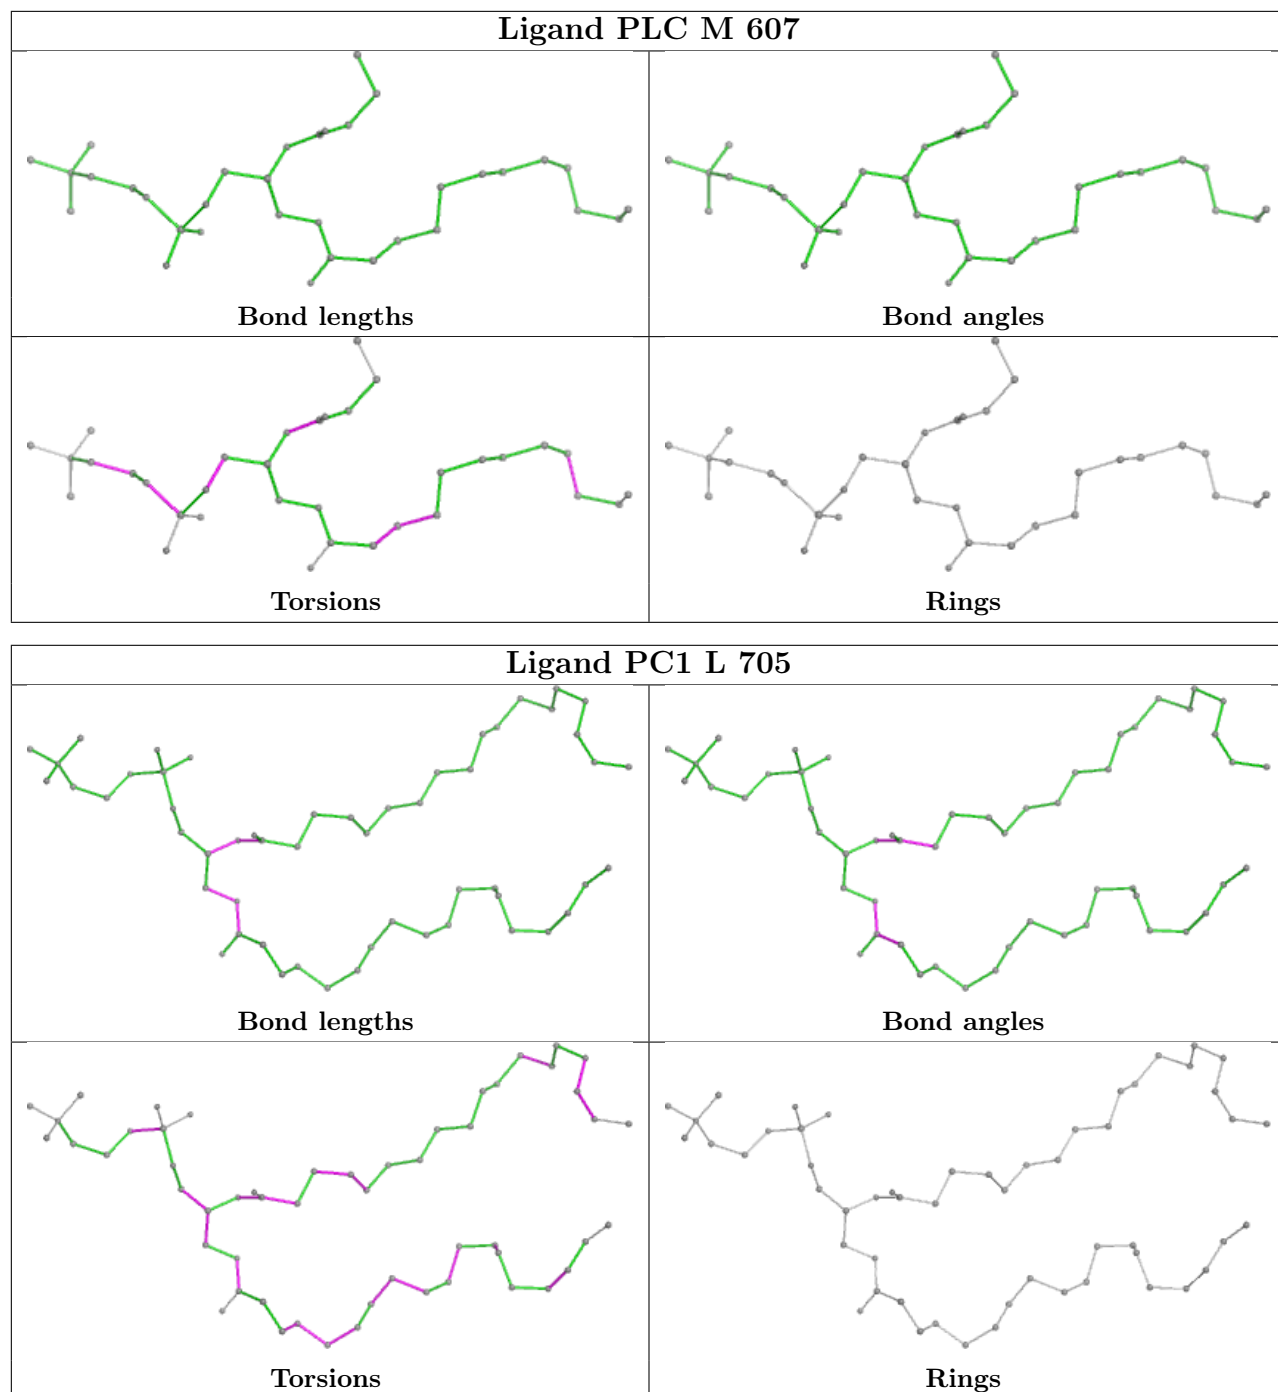 Ligand PLC M 607
Bond lengths
Bond angles
Torsions
Rings
Ligand PC1 L 705
Bond lengths
Bond angles
Torsions
Rings